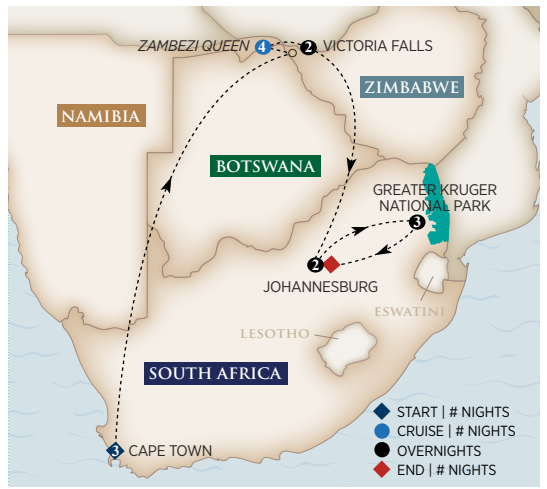 ZAMBEZI QUEEN 4 2 VICTORIA FALLS
ZIMBABWE
NAMIBIA
BOTSWANA
GREATER KRUGER
NATIONAL PARK
3
2
JOHANNESBURG
ESWATINI
LESOTHO
SOUTH AFRICA
3 CAPE TOWN
START | # NIGHTS
CRUISE | # NIGHTS
OVERNIGHTS
END | # NIGHTS